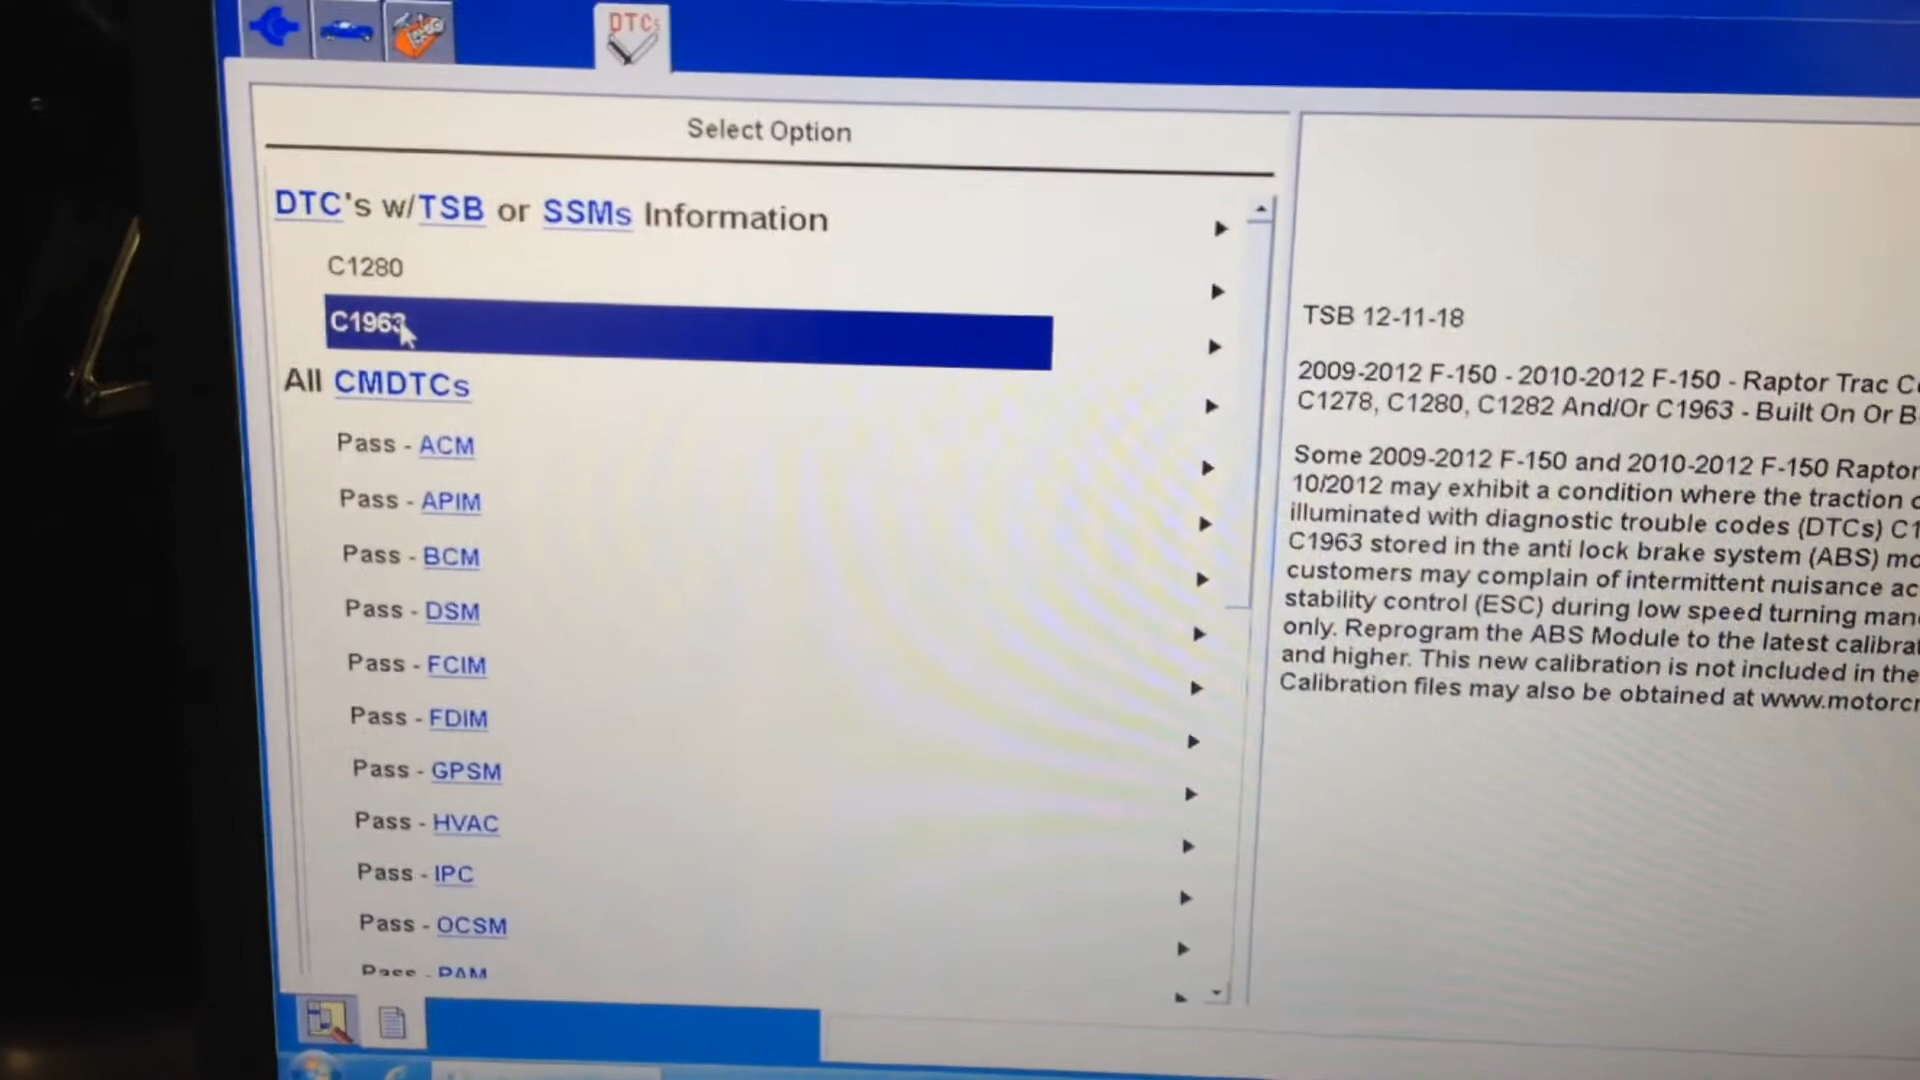 DTCs
Select Option
DTC's w/TSB or SSMs Information
C1280
C1963
All CMDTCs
Pass - ACM
Pass - APIM
Pass - BCM
Pass - DSM
Pass - FCIM
Pass - FDIM
Pass - GPSM
Pass - HVAC
Pass - IPC
Pass - OCSM
Pass - PAM
TSB 12-11-18
2009-2012 F-150 - 2010-2012 F-150 - Raptor Trac
C1278, C1280, C1282 And/Or C1963 - Built On Or
Some 2009-2012 F-150 and 2010-2012 F-150 Raptor
10/2012 may exhibit a condition where the traction
illuminated with diagnostic trouble codes (DTCs)
C1963 stored in the anti lock brake system (ABS)
customers may complain of intermittent nuisance
stability control (ESC) during low speed turning
only. Reprogram the ABS Module to the latest
and higher. This new calibration is not included in the
Calibration files may also be obtained at